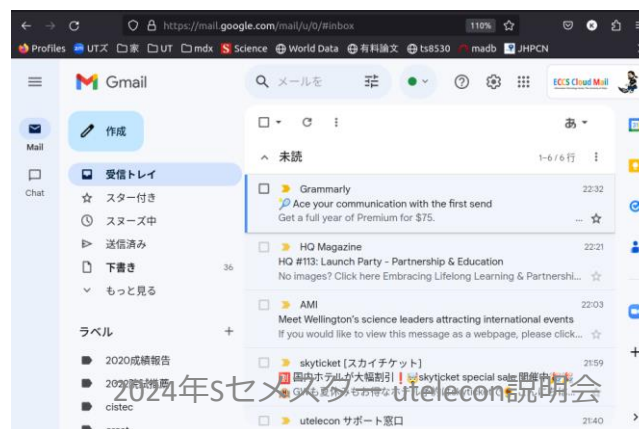 https://mail.google.com/mail/u/0/#inbox 110%
Profiles UTズ 家 UT mdx Science World Data 有料論文 ts8530 madb JHPCN
Gmail メールを ECCS Cloud Mail
作成 あ
Mail 未読 1–6 / 6 行
受信トレイ
Chat スター付き
スヌーズ中
送信済み
下書き 36
もっと見る
ラベル +
2020成績報告
cistec
Grammarly 22:32
Ace your communication with the first send
Get a full year of Premium for $75. ...
HQ Magazine 22:21
HQ #113: Launch Party - Partnership & Education
No images? Click here Embracing Lifelong Learning & Partnershi...
AMI 22:03
Meet Wellington's science leaders attracting international events
If you would like to view this message as a webpage, please click...
skyticket [スカイチケット] 21:59
国内ホテルが大幅割引！skyticket special sale 開催中
utelecon サポート窓口 21:40
2024年Sセメスター utelecon説明会